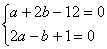 a + 2b − 12 = 0
2a − b + 1 = 0